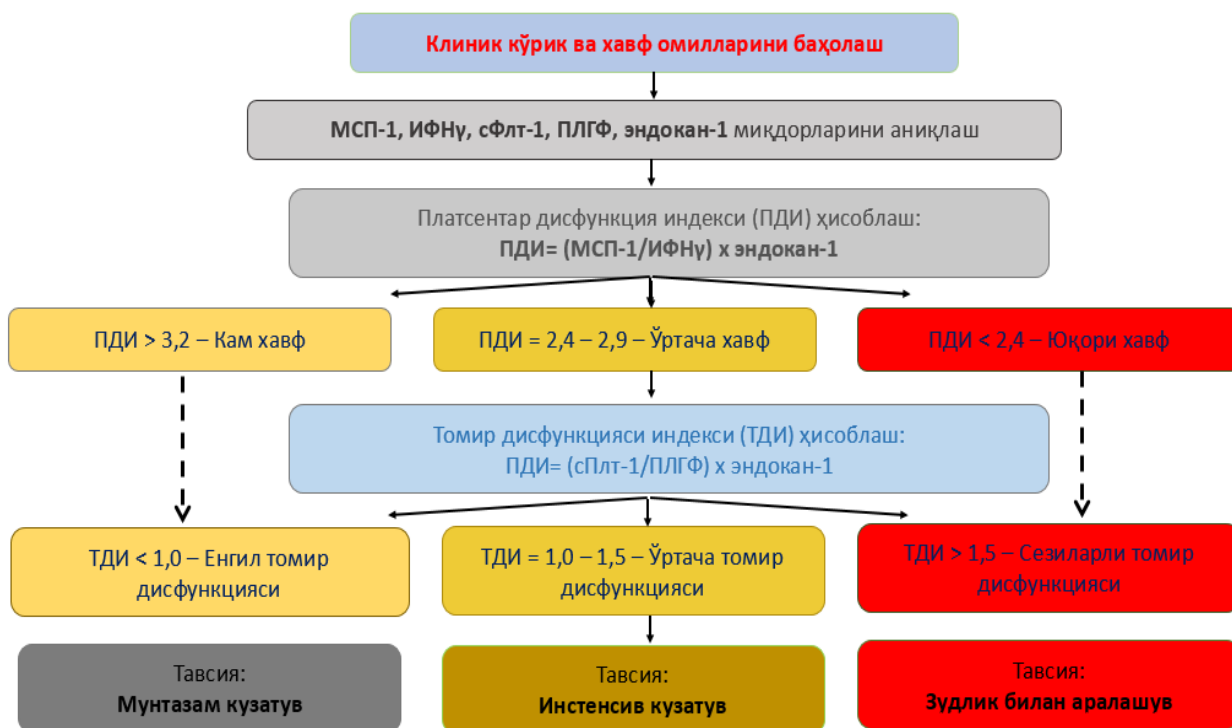 Клиник кўрик ва хавф омилларини баҳолаш
МСП-1, ИФНγ, сФлт-1, ПЛГФ, эндокан-1 миқдорларини аниқлаш
Платсентар дисфункция индекси (ПДИ) ҳисоблаш:
ПДИ= (МСП-1/ИФНγ) x эндокан-1
ПДИ > 3,2 – Кам хавф
ПДИ = 2,4 – 2,9 – Ўртача хавф
ПДИ < 2,4 – Юқори хавф
Томир дисфункцияси индекси (ТДИ) ҳисоблаш:
ПДИ= (сПлт-1/ПЛГФ) x эндокан-1
ТДИ < 1,0 – Енгил томир
дисфункцияси
ТДИ = 1,0 – 1,5 – Ўртача томир
дисфункцияси
ТДИ > 1,5 – Сезиларли томир
дисфункцияси
Тавсия:
Мунтазам кузатув
Тавсия:
Инстенсив кузатув
Тавсия:
Зудлик билан аралашув